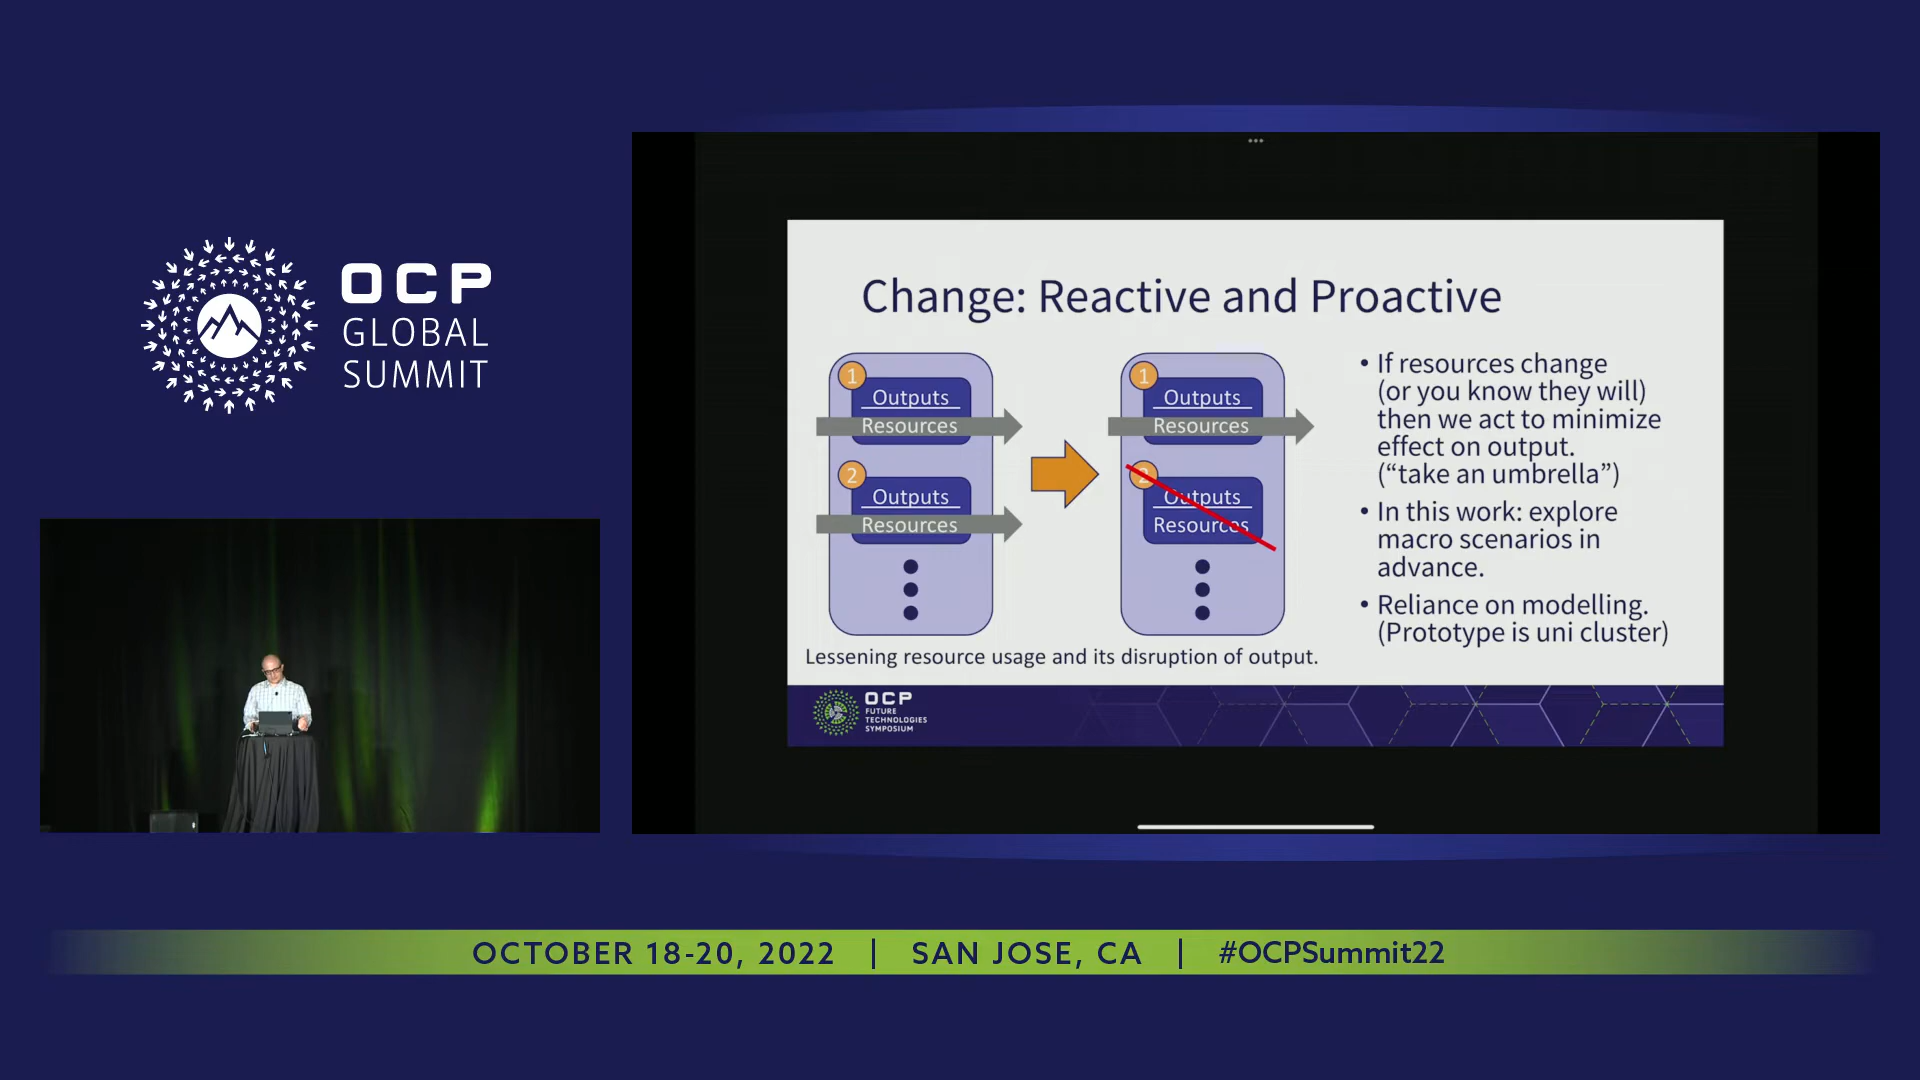 OCP
GLOBAL
SUMMIT
Change: Reactive and Proactive
1
Outputs
Resources
2
Outputs
Resources
1
Outputs
Resources
2
Outputs
Resources
Lessening resource usage and its disruption of output.
• If resources change
(or you know they will)
then we act to minimize
effect on output.
(“take an umbrella”)
• In this work: explore
macro scenarios in
advance.
• Reliance on modelling.
(Prototype is uni cluster)
OCP
FUTURE
TECHNOLOGIES
SYMPOSIUM
OCTOBER 18-20, 2022 | SAN JOSE, CA | #OCPSummit22